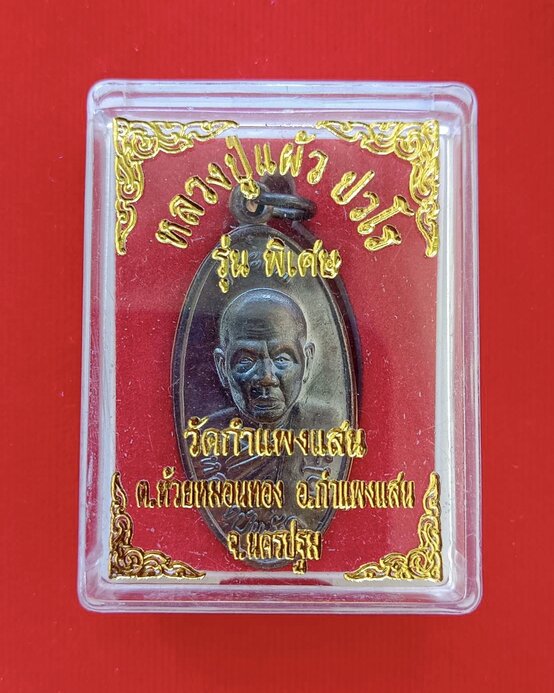 หลวงปู่แผ้ว ปวโร
รุ่น พิเศษ
วัดกำแพงแสน
ต.ห้วยหมอนทอง อ.กำแพงแสน
จ.นครปฐม